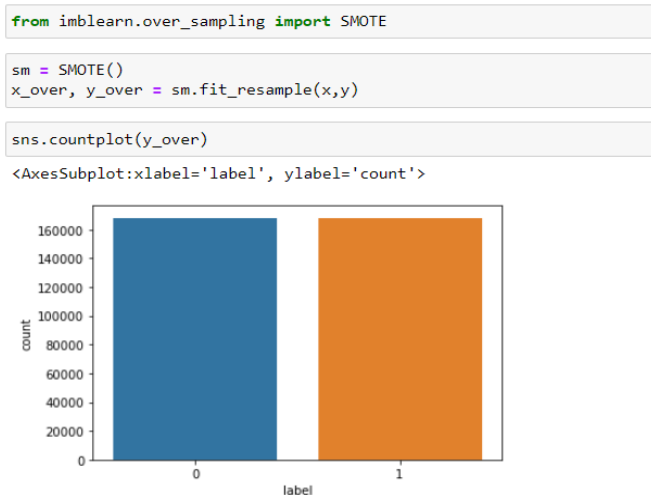 from imblearn.over_sampling import SMOTE
sm = SMOTE()
x_over, y_over = sm.fit_resample(x,y)
sns.countplot(y_over)
<AxesSubplot:xlabel='label', ylabel='count'>
160000
140000
120000
100000
80000
60000
40000
20000
0
count
0 1
label